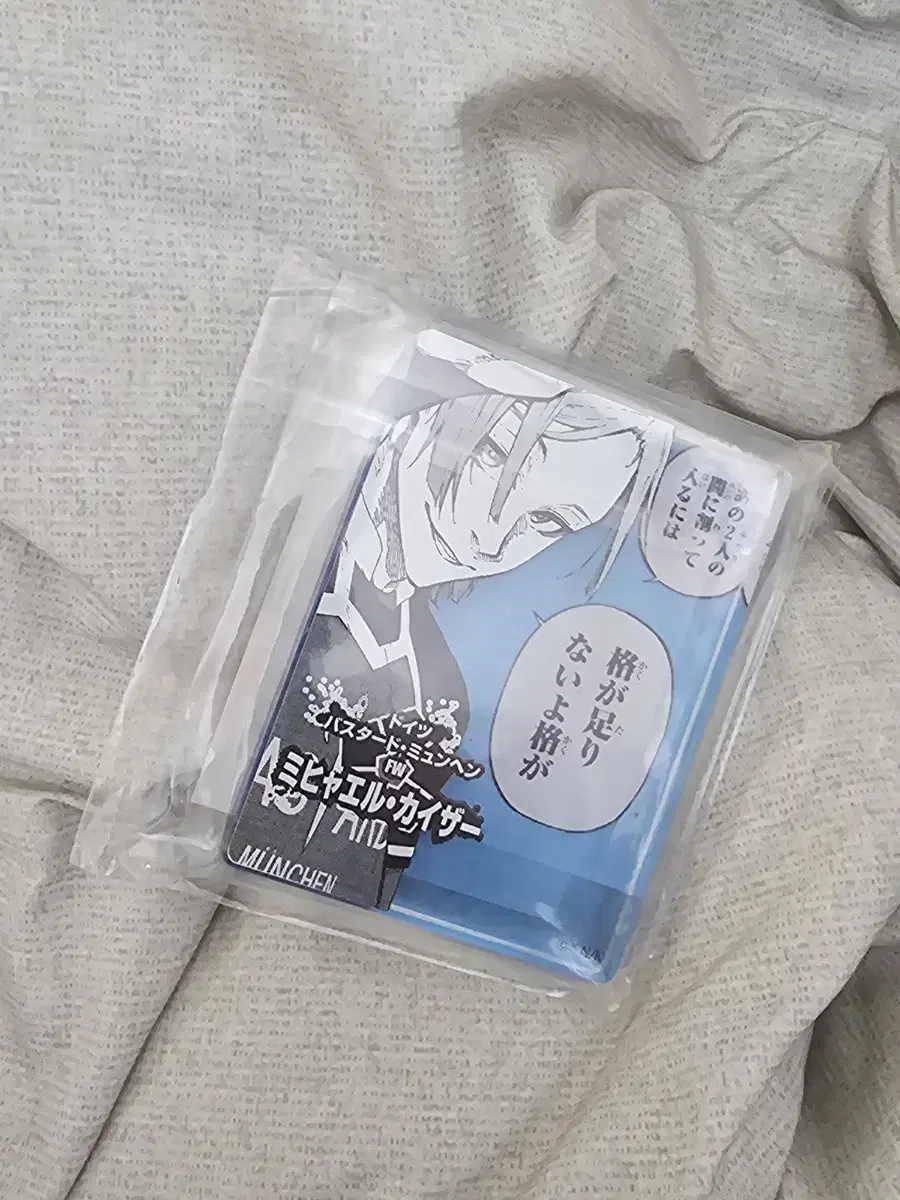 あの2人の
間に割って
入るには
格が足り
ないよ格が
ドイツ
バスタード・ミュンヘン
FW
ミヒャエル・カイザー
MÜNCHEN